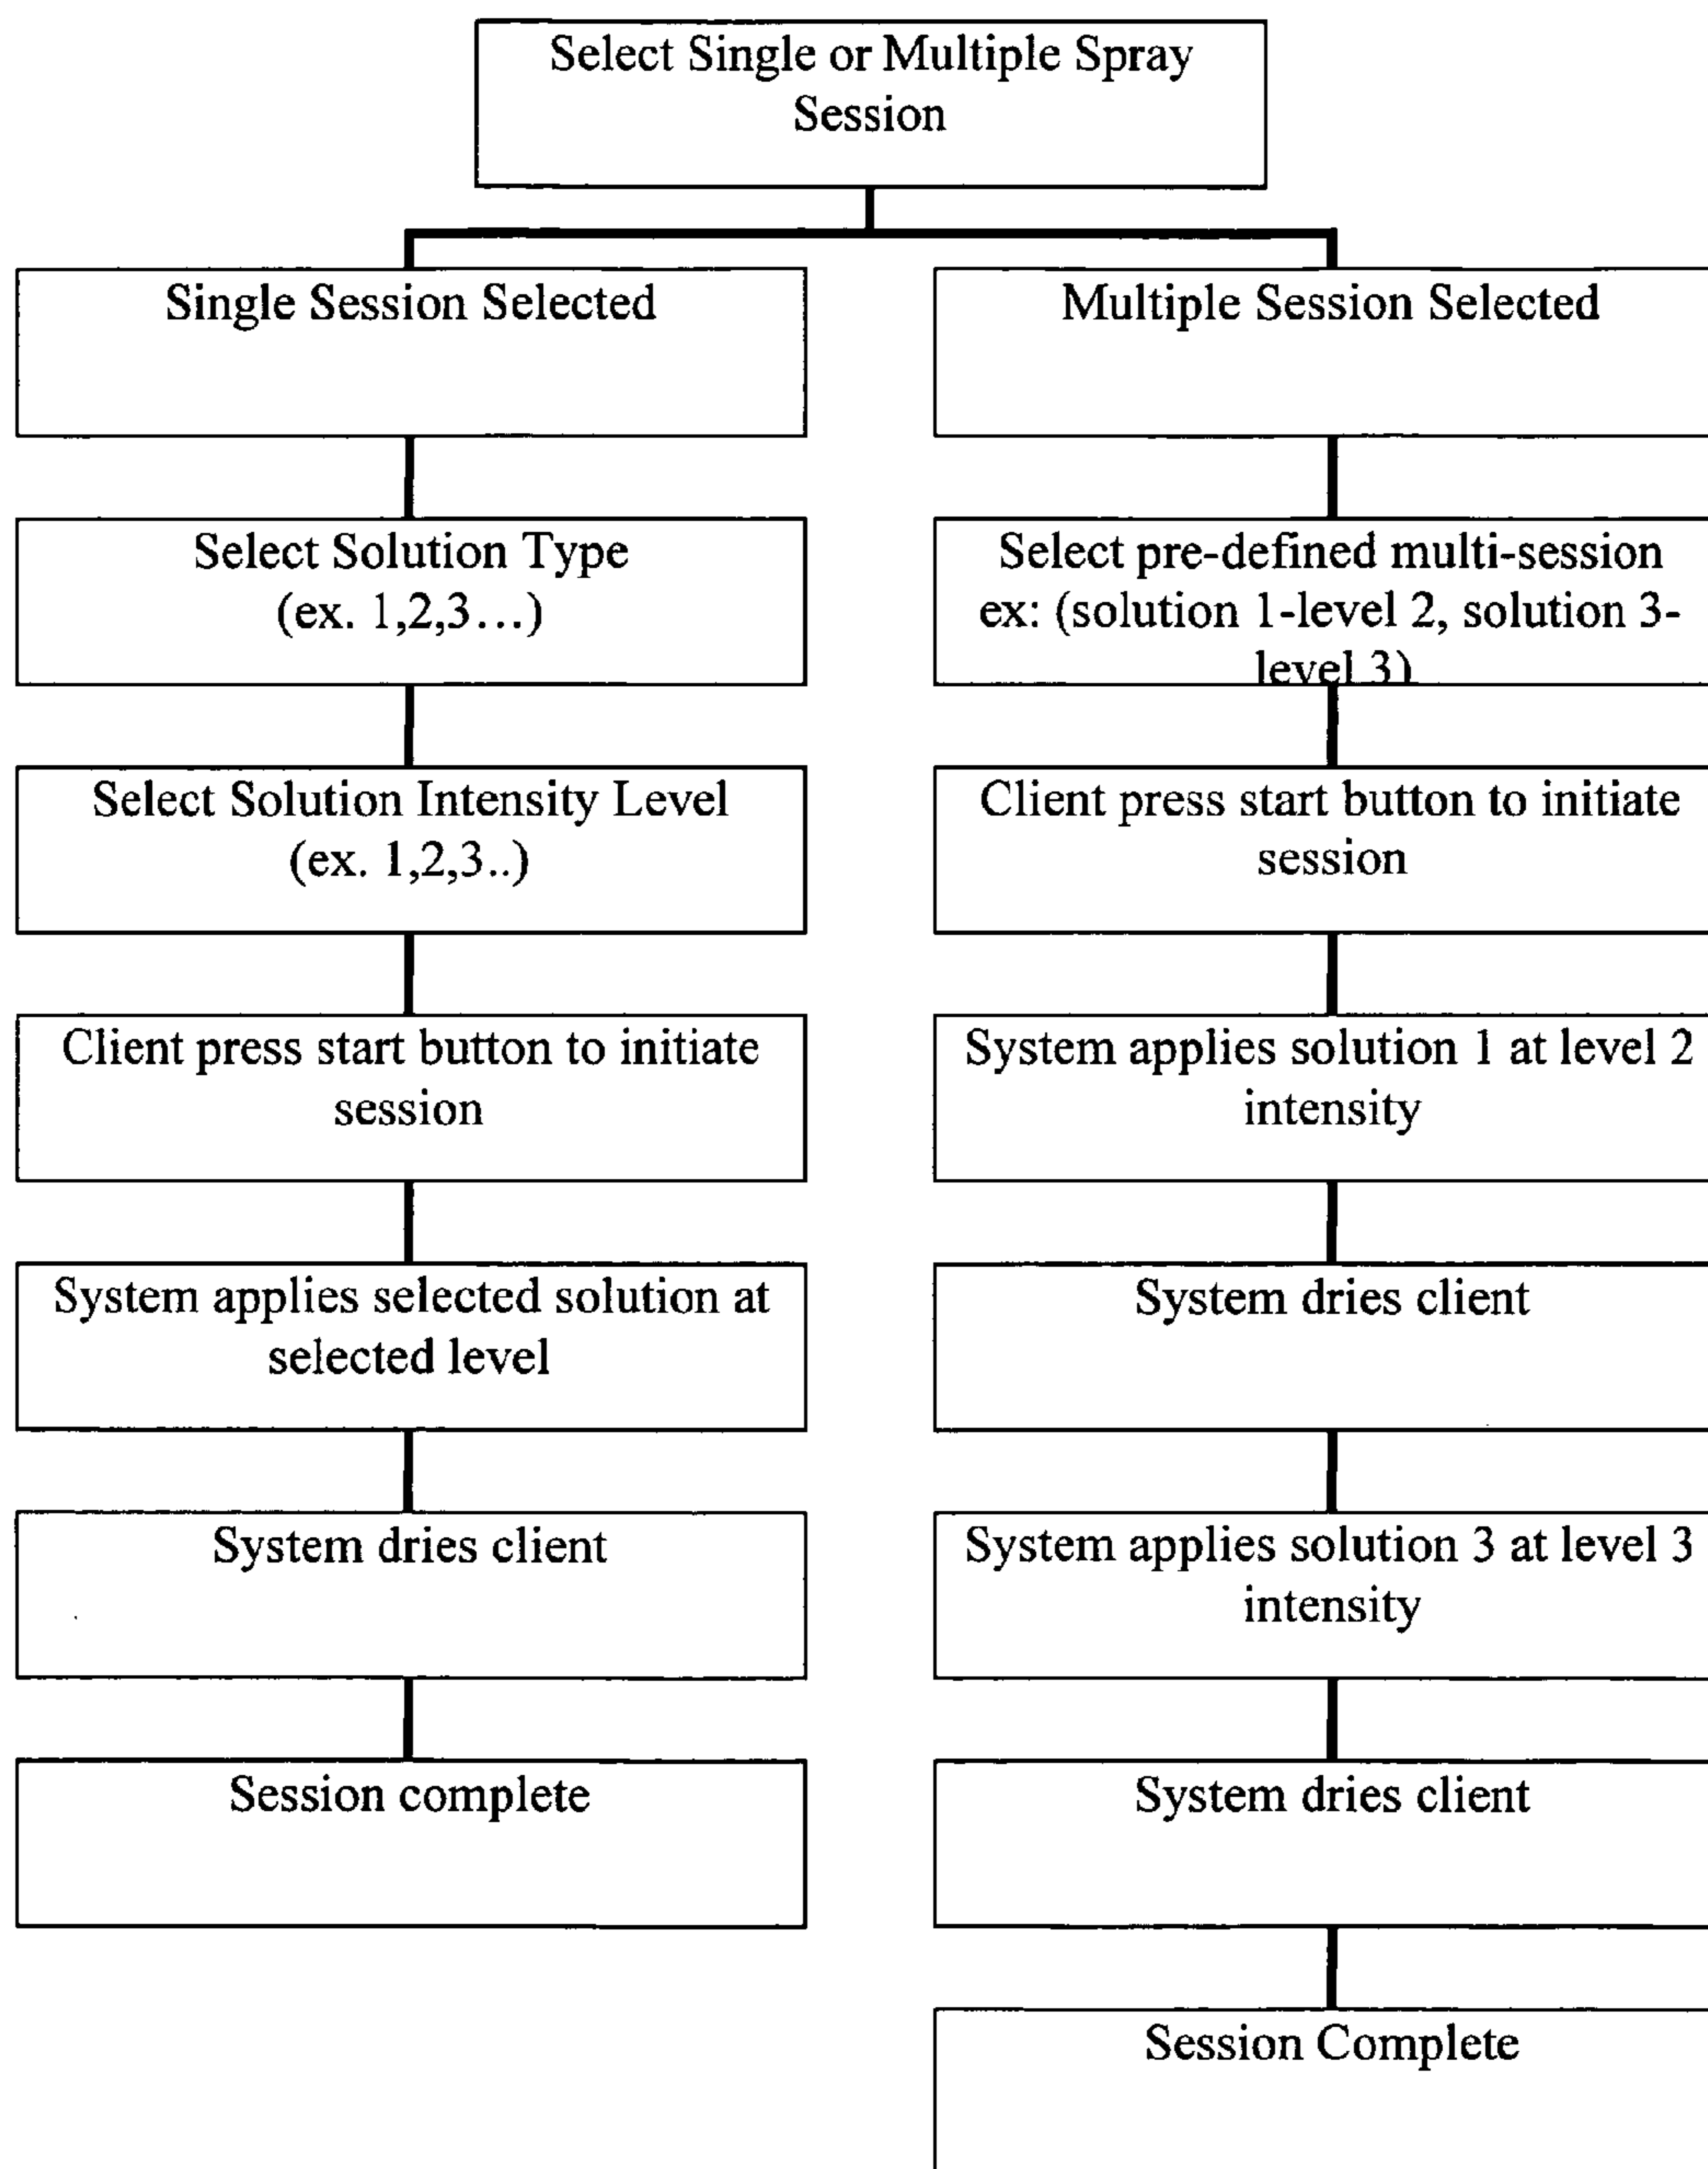 Select Single or Multiple Spray
Session
Single Session Selected
Select Solution Type
(ex. 1,2,3...)
Select Solution Intensity Level
(ex. 1,2,3..)
Client press start button to initiate
session
System applies selected solution at
selected level
System dries client
Session complete
Multiple Session Selected
Select pre-defined multi-session
ex: (solution 1-level 2, solution 3-
level 3)
Client press start button to initiate
session
System applies solution 1 at level 2
intensity
System dries client
System applies solution 3 at level 3
intensity
System dries client
Session Complete